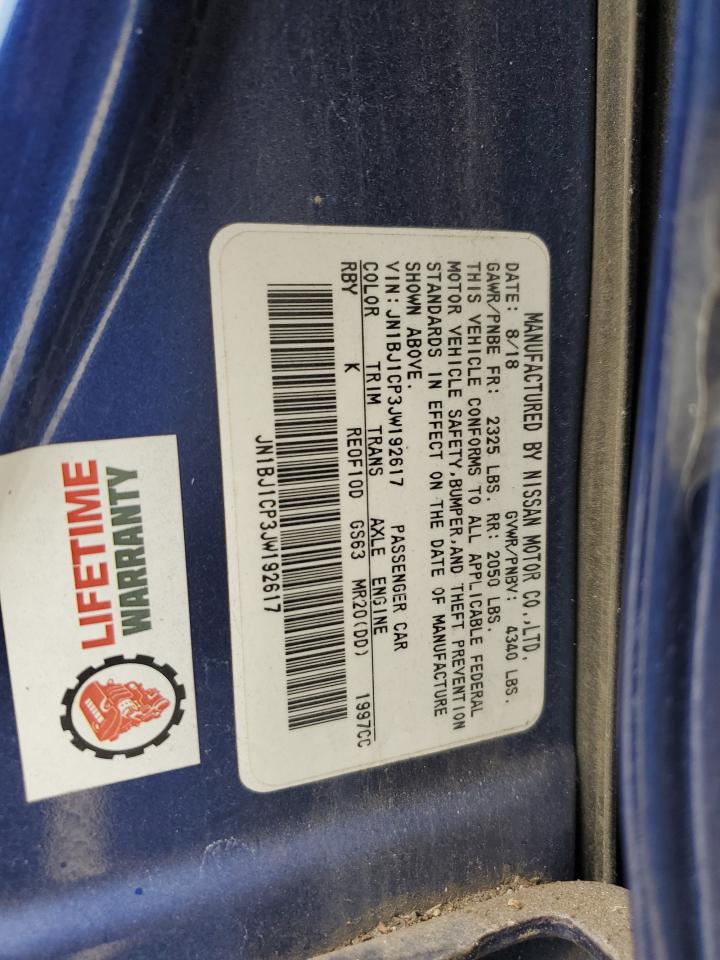 MANUFACTURED BY NISSAN MOTOR CO.,LTD.
DATE: 8/18 GVWR/PNBV: 4340 LBS.
GAWR/PNBE FR: 2325 LBS. RR: 2050 LBS.
THIS VEHICLE CONFORMS TO ALL APPLICABLE FEDERAL
MOTOR VEHICLE SAFETY,BUMPER,AND THEFT PREVENTION
STANDARDS IN EFFECT ON THE DATE OF MANUFACTURE
SHOWN ABOVE.
VIN:JN1BJ1CP3JW192617 PASSENGER CAR
COLOR TRIM TRANS AXLE ENGINE
RBY K RE0F10D GS63 MR20(DD) 1997CC
JN1BJ1CP3JW192617
LIFETIME
WARRANTY